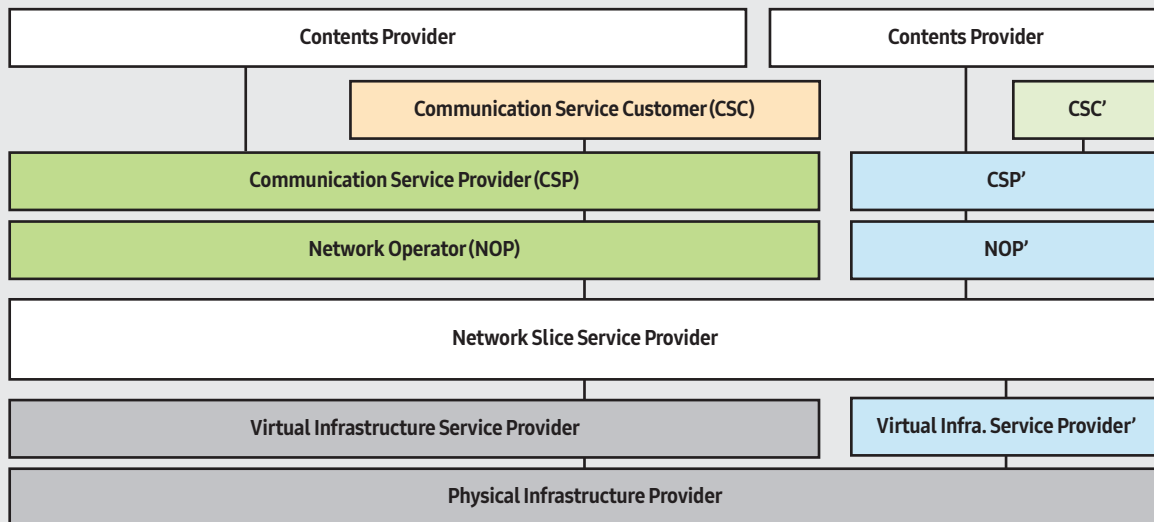 Contents Provider
Contents Provider
Communication Service Customer (CSC)
CSC’
Communication Service Provider (CSP)
CSP’
Network Operator (NOP)
NOP’
Network Slice Service Provider
Virtual Infrastructure Service Provider
Virtual Infra. Service Provider’
Physical Infrastructure Provider